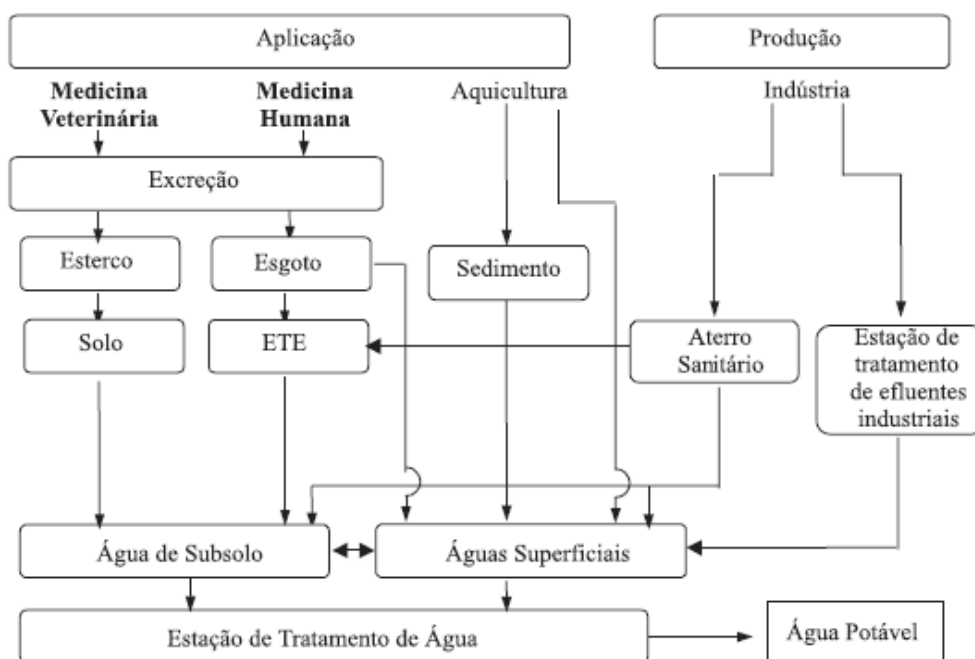 Aplicação
Produção
Medicina
Veterinária
Medicina
Humana
Aquicultura
Indústria
Excreção
Esterco
Esgoto
Sedimento
Solo
ETE
Aterro
Sanitário
Estação de
tratamento
de efluentes
industriais
Água de Subsolo
Águas Superficiais
Estação de Tratamento de Água
Água Potável